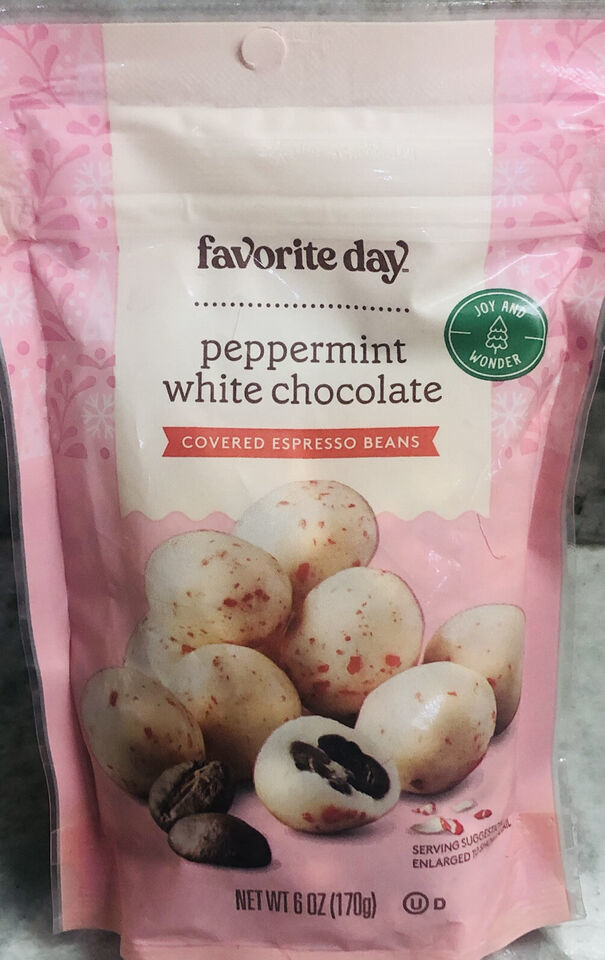 favorite day
JOY AND
WONDER
peppermint
white chocolate
COVERED ESPRESSO BEANS
SERVING SUGGESTION
ENLARGED TO SHOW DETAIL
NET WT 6 OZ (170g) U D